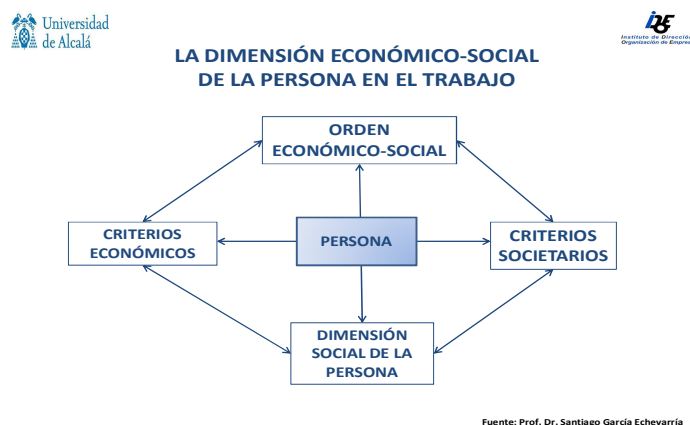 Universidad
de Alcalá
Instituto de Dirección
Organización de Empres
LA DIMENSIÓN ECONÓMICO-SOCIAL
DE LA PERSONA EN EL TRABAJO
ORDEN
ECONÓMICO-SOCIAL
CRITERIOS
ECONÓMICOS
PERSONA
CRITERIOS
SOCIETARIOS
DIMENSIÓN
SOCIAL DE LA
PERSONA
Fuente: Prof. Dr. Santiago García Echevarría